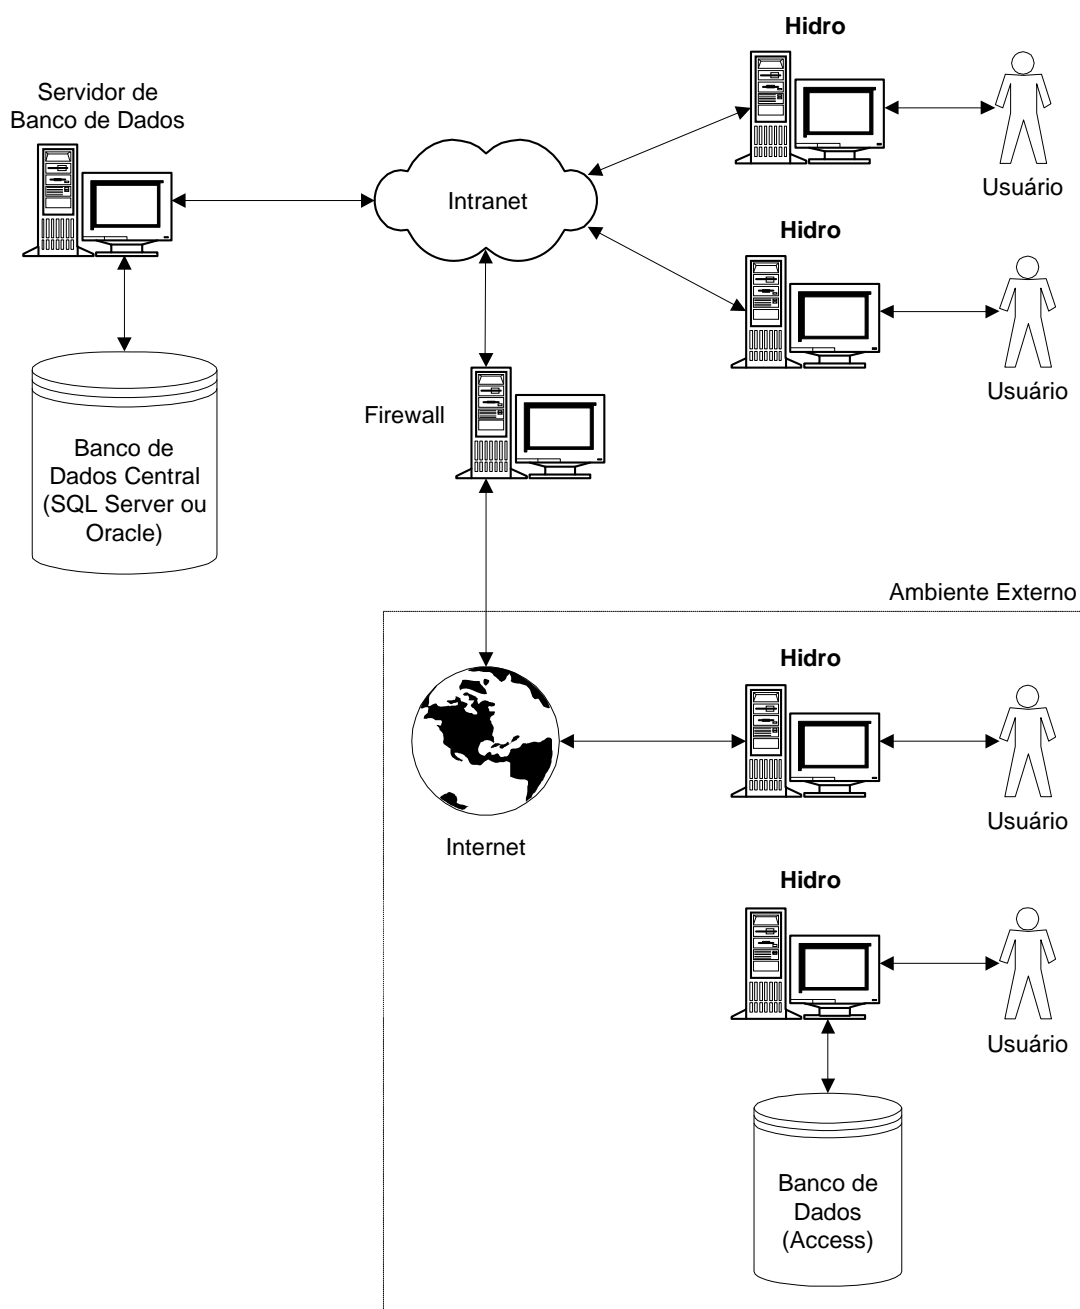 Hidro
Servidor de
Banco de Dados
Usuário
Intranet
Hidro
Usuário
Firewall
Banco de
Dados Central
(SQL Server ou
Oracle)
Ambiente Externo
Hidro
Usuário
Internet
Hidro
Usuário
Banco de
Dados
(Access)